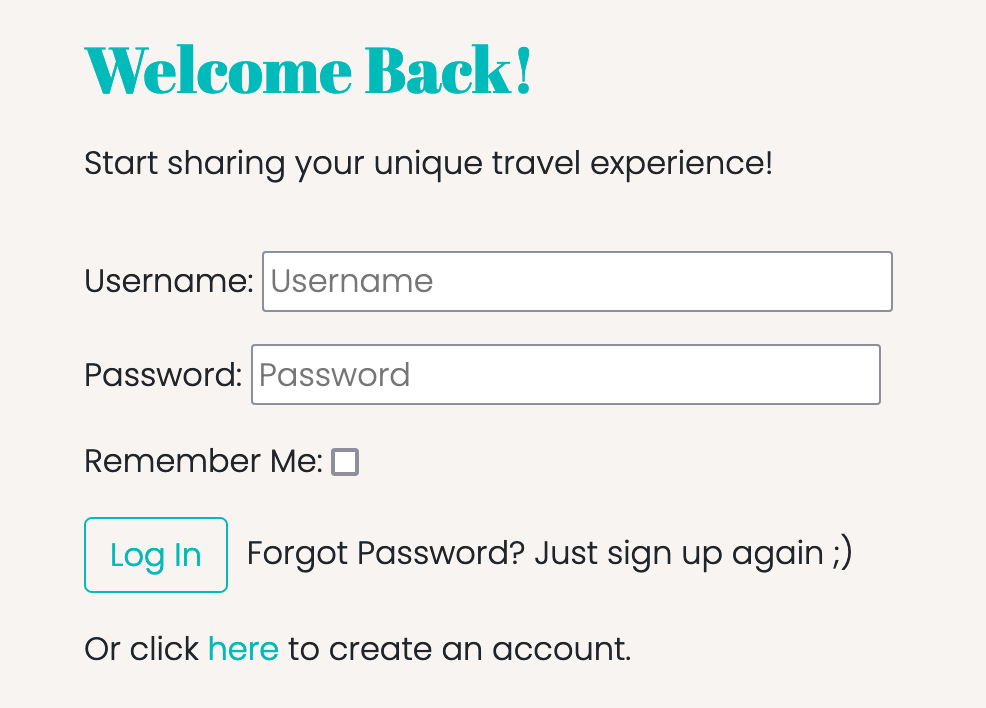 Welcome Back!
Start sharing your unique travel experience!
Username: Username
Password: Password
Remember Me:
Log In Forgot Password? Just sign up again ;)
Or click here to create an account.